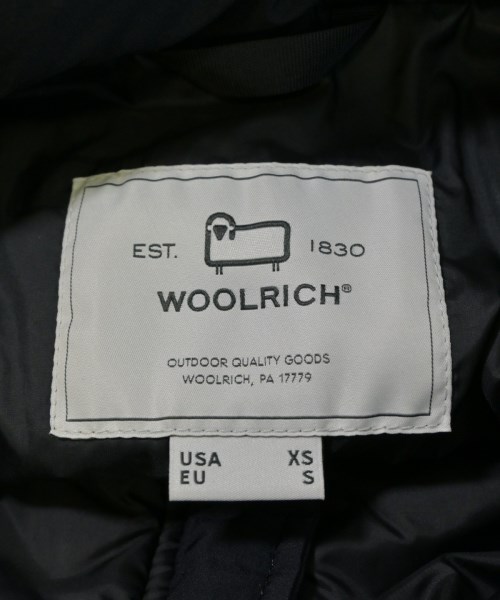 EST. 1830
WOOLRICH®
OUTDOOR QUALITY GOODS
WOOLRICH, PA 17779
USA XS
EU S